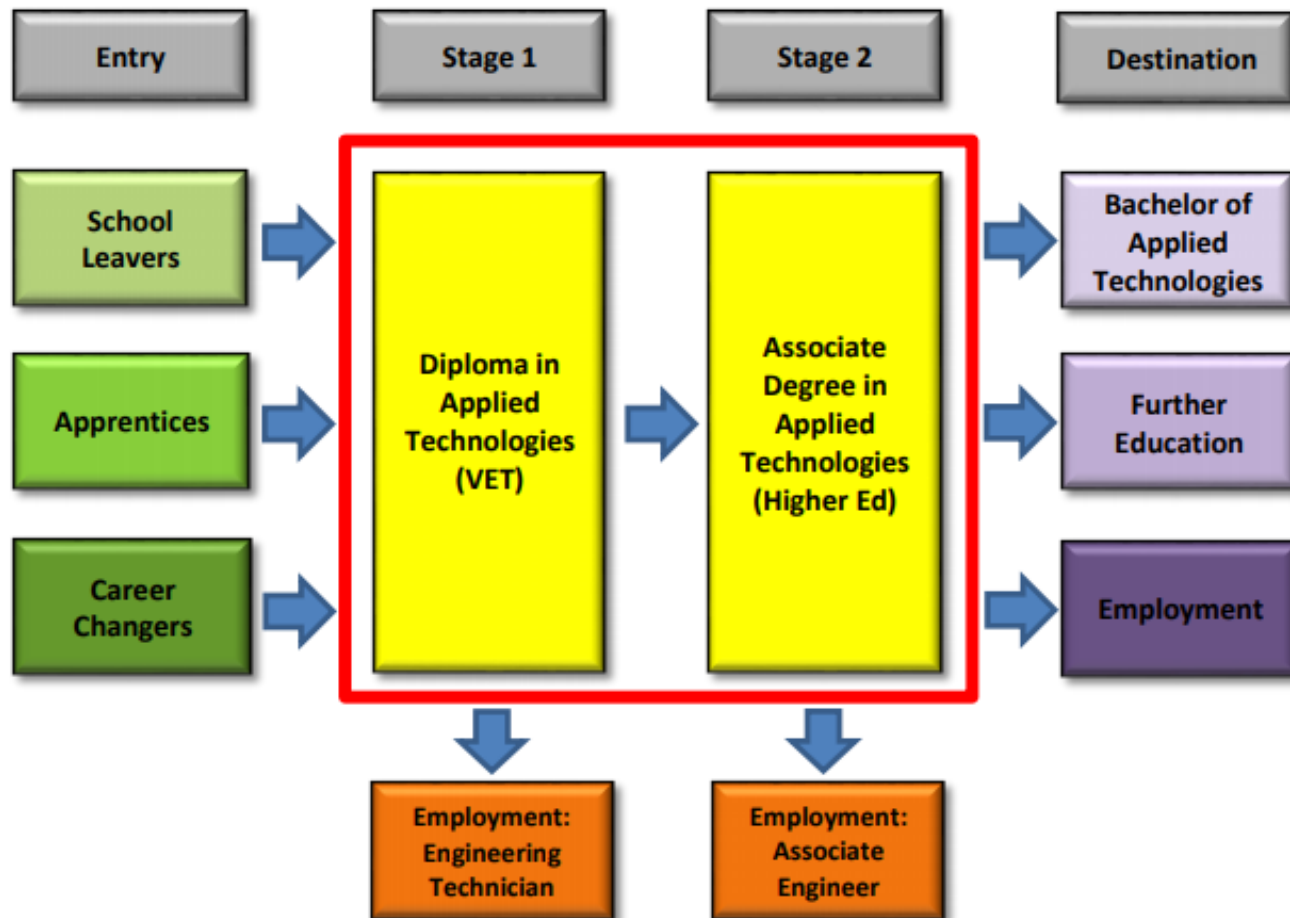 Entry
Stage 1
Stage 2
Destination
School
Leavers
Apprentices
Career
Changers
Diploma in
Applied
Technologies
(VET)
Associate
Degree in
Applied
Technologies
(Higher Ed)
Bachelor of
Applied
Technologies
Further
Education
Employment
Employment:
Engineering
Technician
Employment:
Associate
Engineer